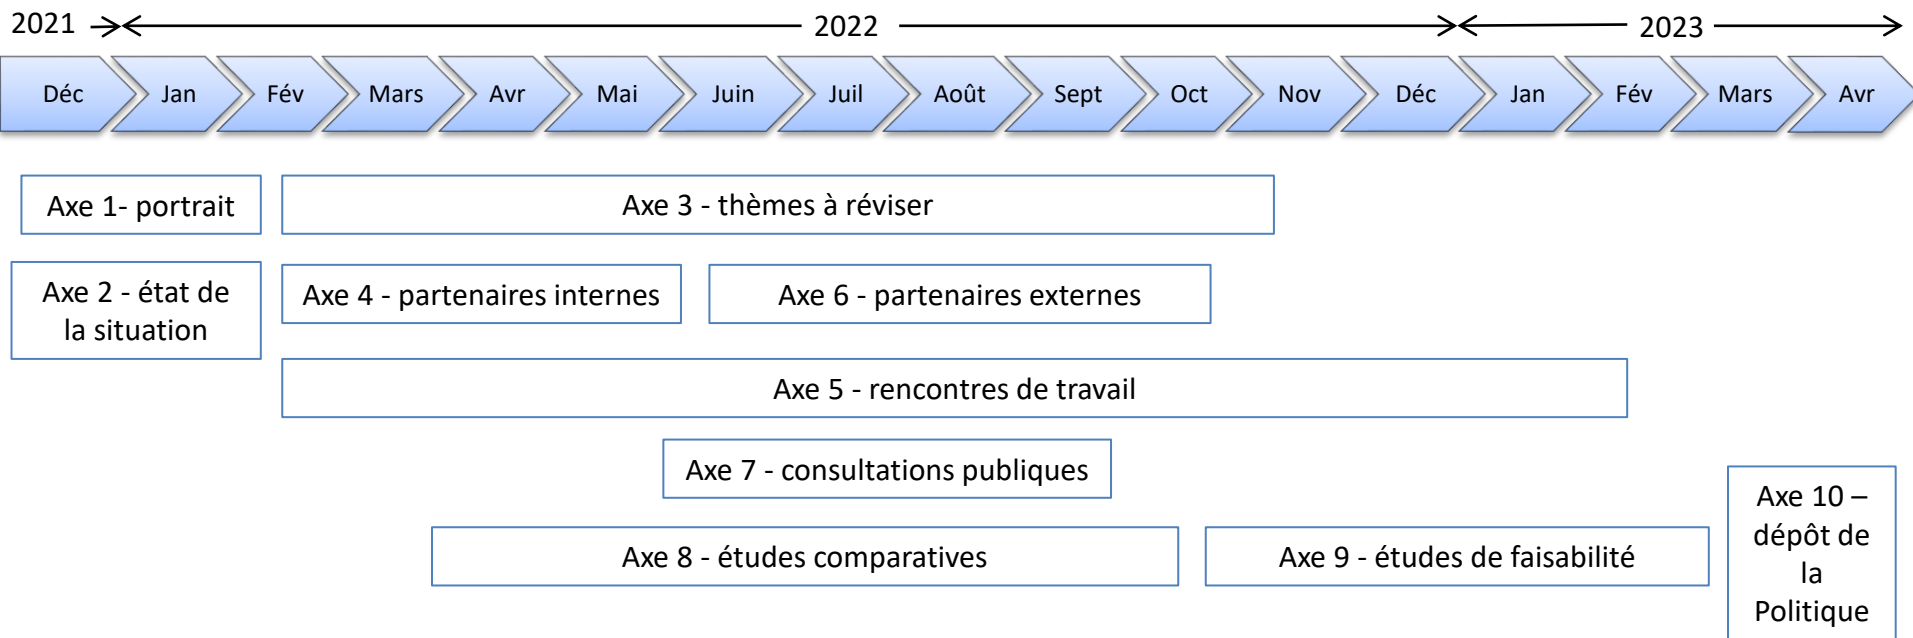 2021 2022 2023
Déc Jan Fév Mars Avr Mai Juin Juil Août Sept Oct Nov Déc Jan Fév Mars Avr
Axe 1- portrait
Axe 3 - thèmes à réviser
Axe 2 - état de
la situation
Axe 4 - partenaires internes
Axe 6 - partenaires externes
Axe 5 - rencontres de travail
Axe 7 - consultations publiques
Axe 8 - études comparatives
Axe 9 - études de faisabilité
Axe 10 –
dépôt de
la
Politique